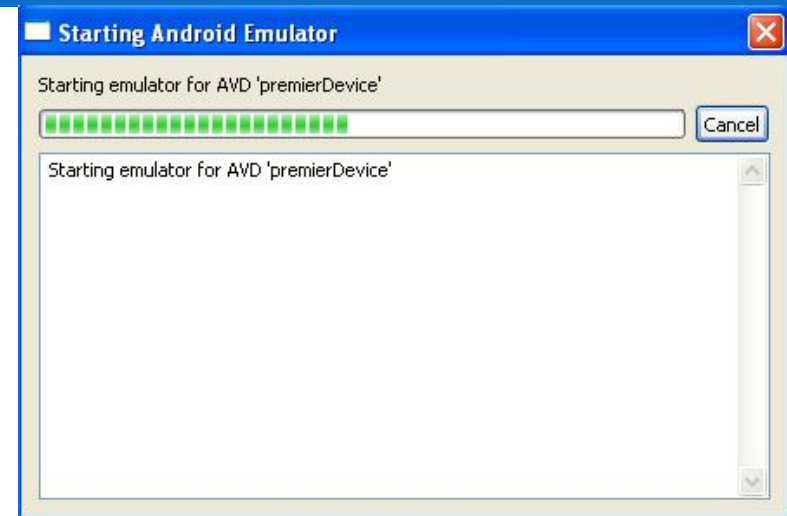 Starting Android Emulator
Starting emulator for AVD 'premierDevice'
Cancel
Starting emulator for AVD 'premierDevice'